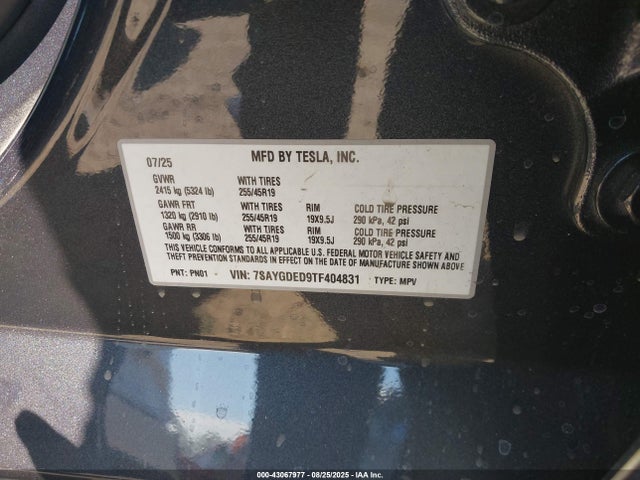 07/25 MFD BY TESLA, INC.
GVWR WITH TIRES
2415 kg (5324 lb) 255/45R19
GAWR FRT WITH TIRES RIM COLD TIRE PRESSURE
1320 kg (2910 lb) 255/45R19 19X9.5J 290 kPa, 42 psi
GAWR RR WITH TIRES RIM COLD TIRE PRESSURE
1500 kg (3306 lb) 255/45R19 19X9.5J 290 kPa, 42 psi
THIS VEHICLE CONFORMS TO ALL APPLICABLE U.S. FEDERAL MOTOR VEHICLE SAFETY AND
THEFT PREVENTION STANDARDS IN EFFECT ON THE DATE OF MANUFACTURE SHOWN ABOVE.
PNT: PN01 VIN: 7SAYGDED9TF404831 TYPE: MPV
000-43067977 - 08/25/2025 - IAA Inc.